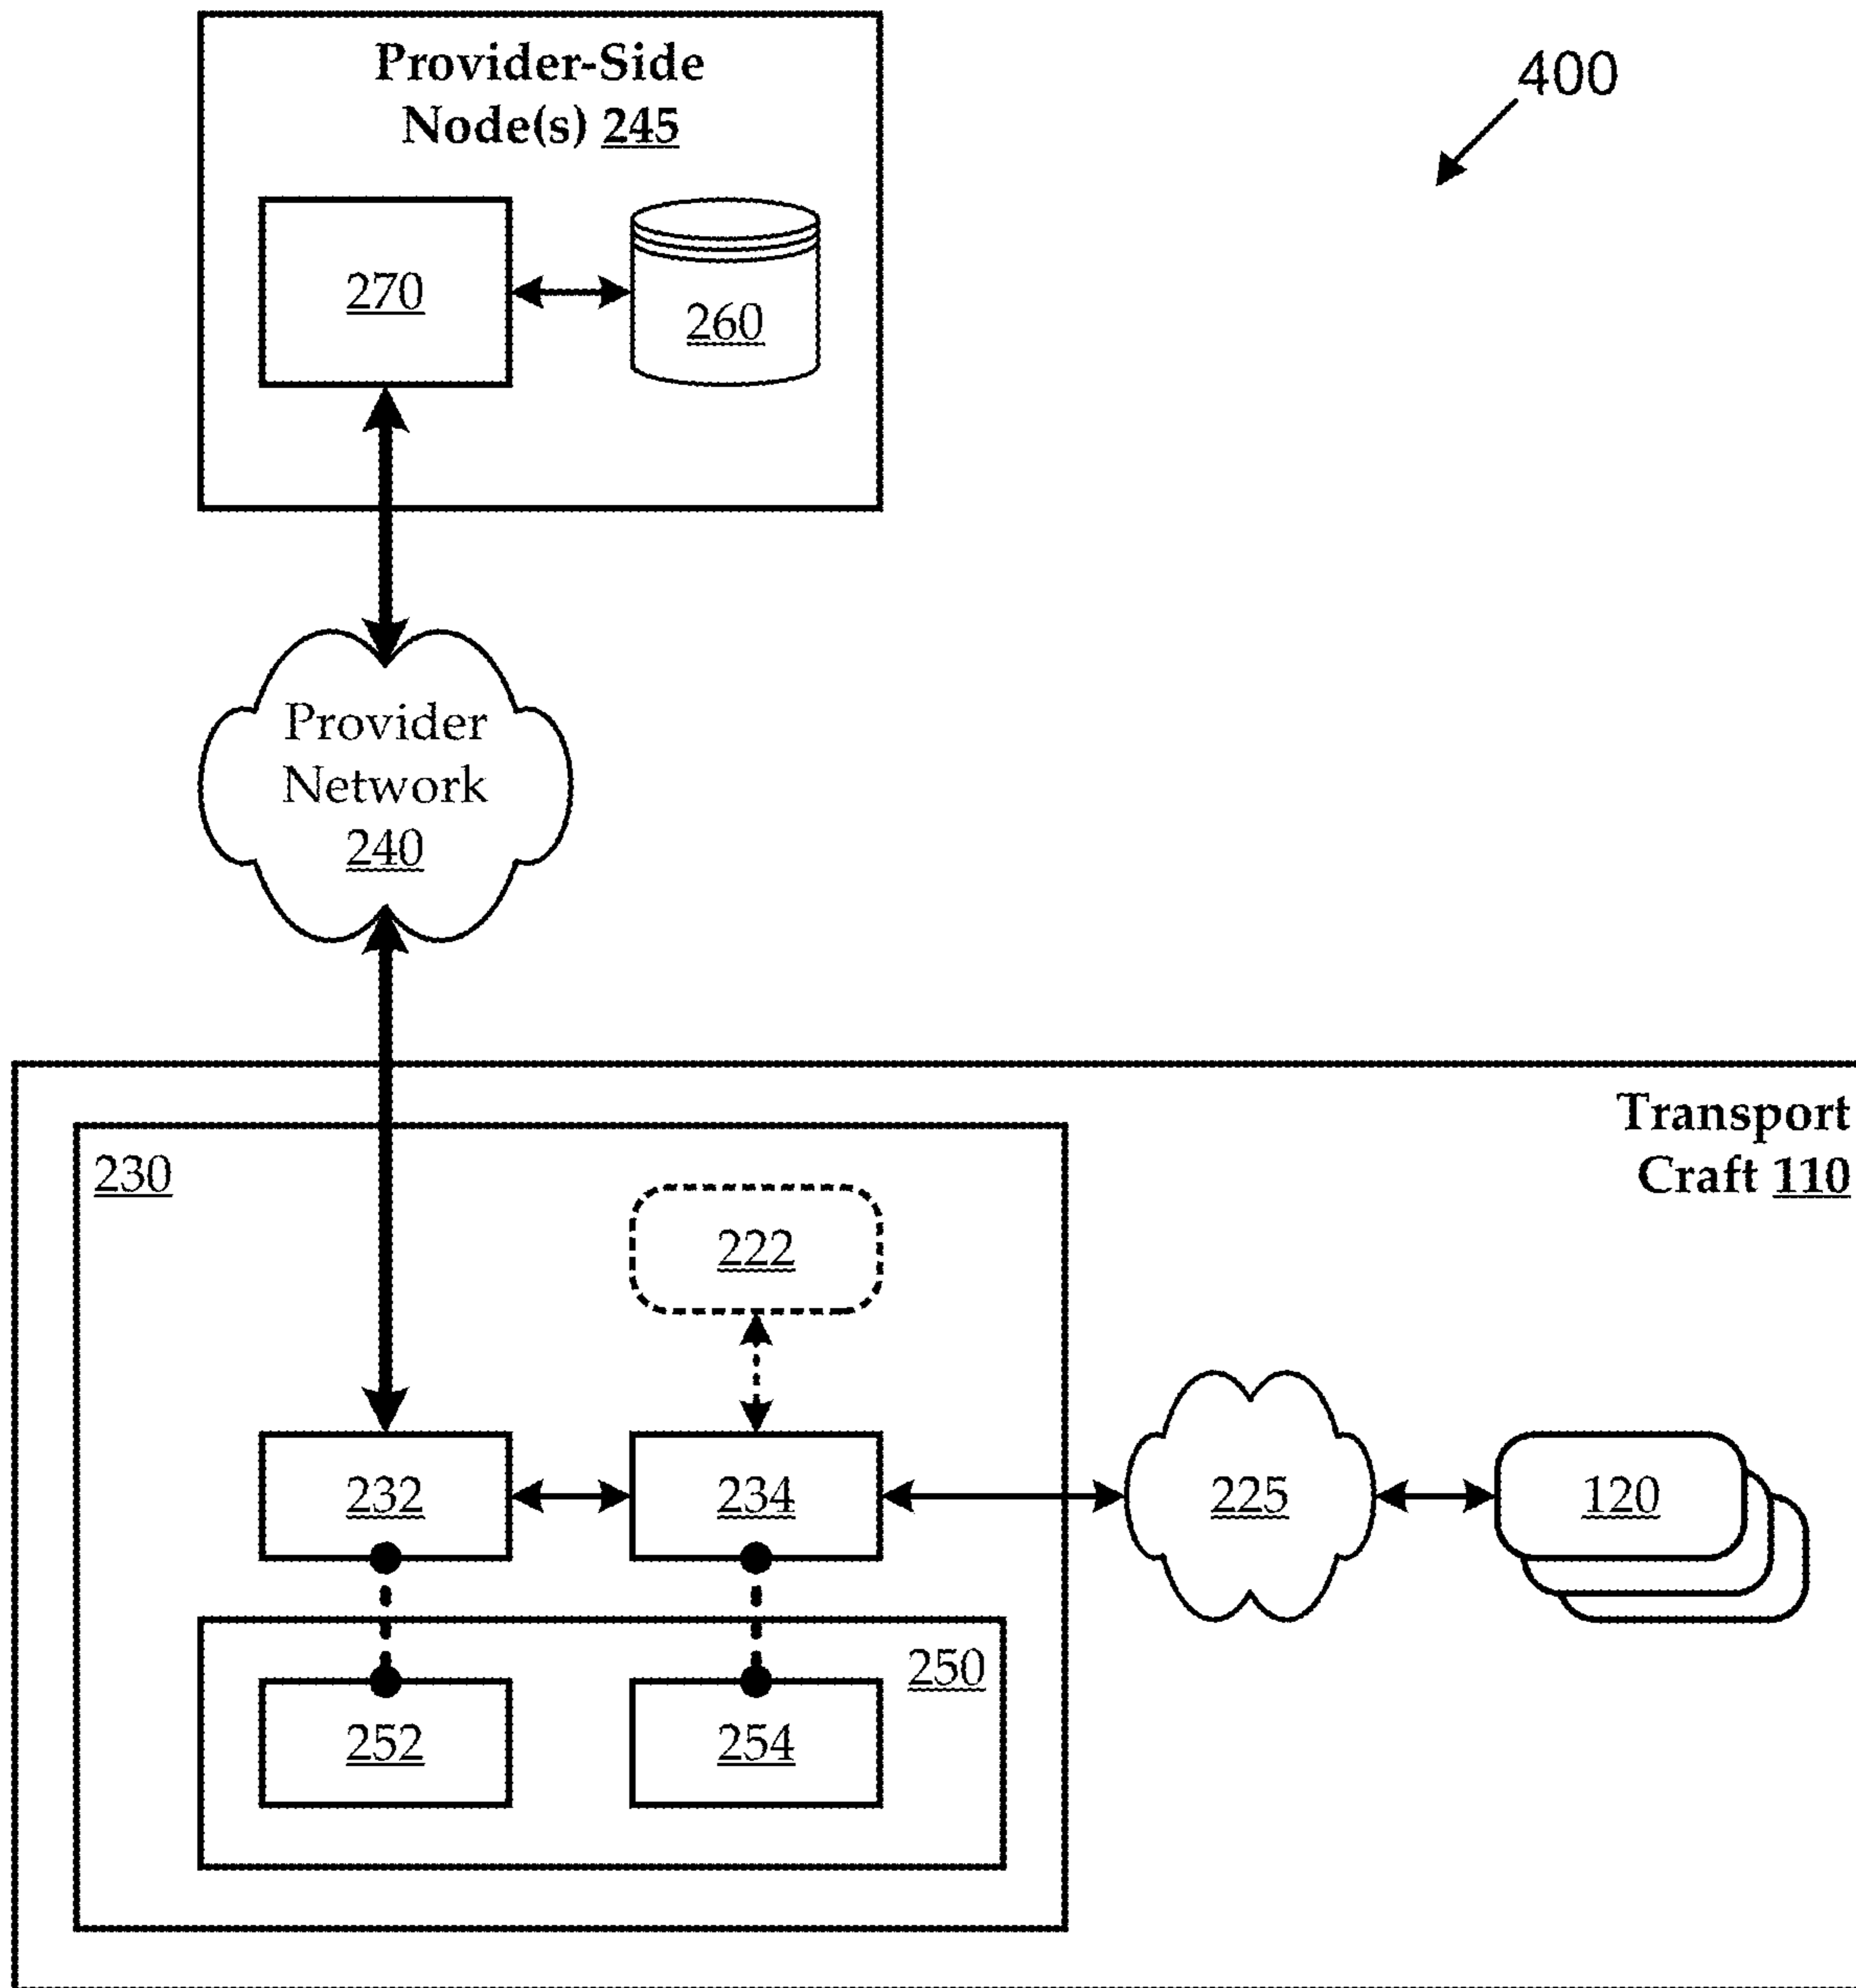 Provider-Side
Node(s) 245
400
270
260
Provider
Network
240
Transport
Craft 110
230
222
232
234
225
120
250
252
254